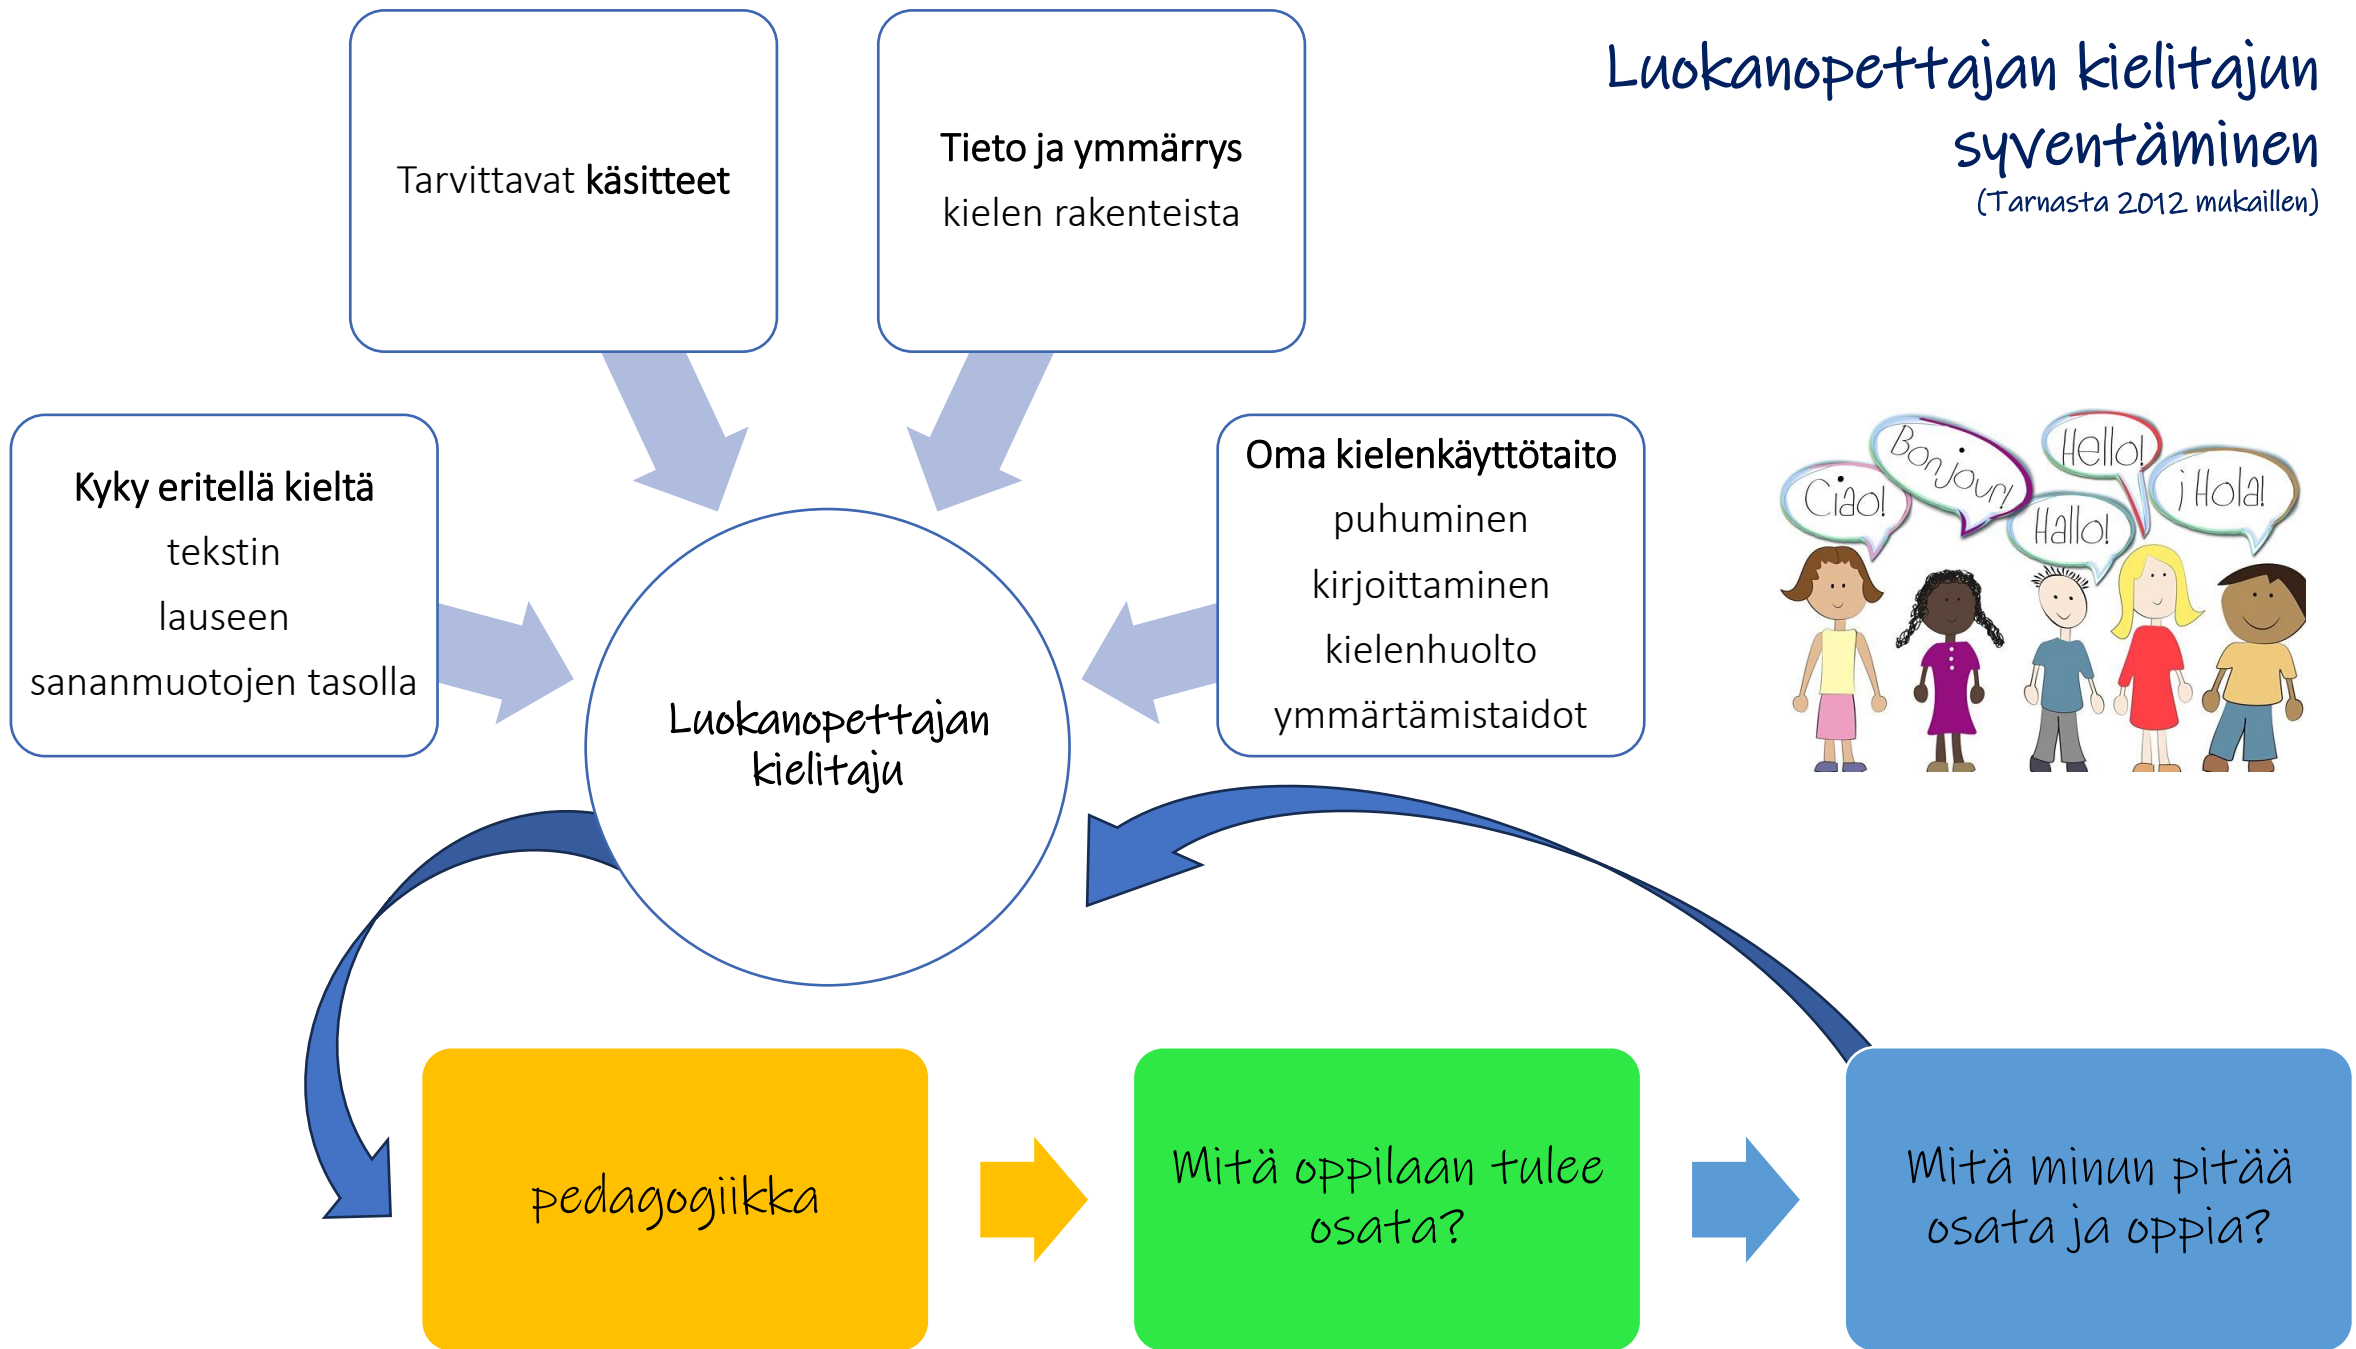 Luokanopettajan kielitajun
syventäminen
(Tarnasta 2012 mukaillen)
Tarvittavat käsitteet
Tieto ja ymmärrys
kielen rakenteista
Kyky eritellä kieltä
tekstin
lauseen
sananmuotojen tasolla
Oma kielenkäyttötaito
puhuminen
kirjoittaminen
kielenhuolto
ymmärtämistaidot
Luokanopettajan
kielitaju
Ciao!
Bonjour!
Hello!
Hallo!
¡Hola!
pedagogiikka
Mitä oppilaan tulee
osata?
Mitä minun pitää
osata ja oppia?